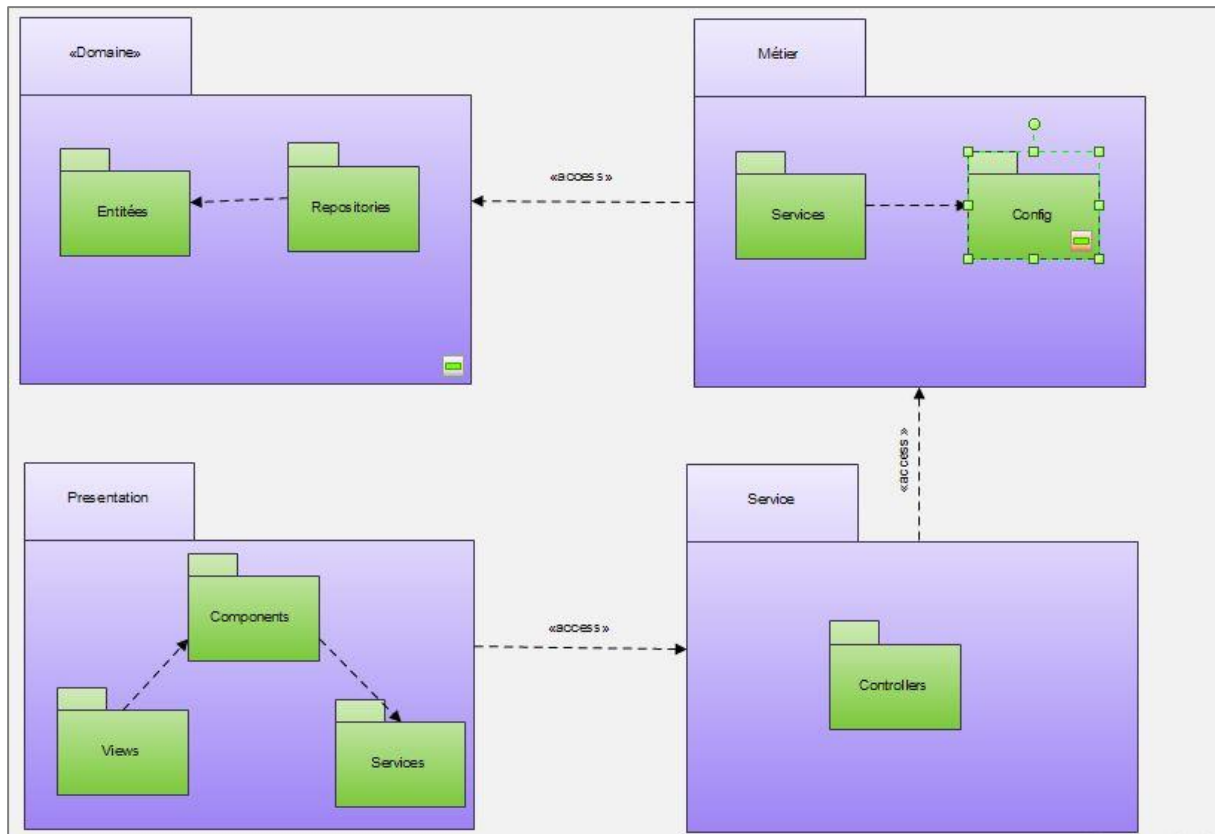 «Domaine»
Métier
Entitées
Repositories
«access»
Services
Config
«access»
Presentation
Service
Components
«access»
Controllers
Views
Services